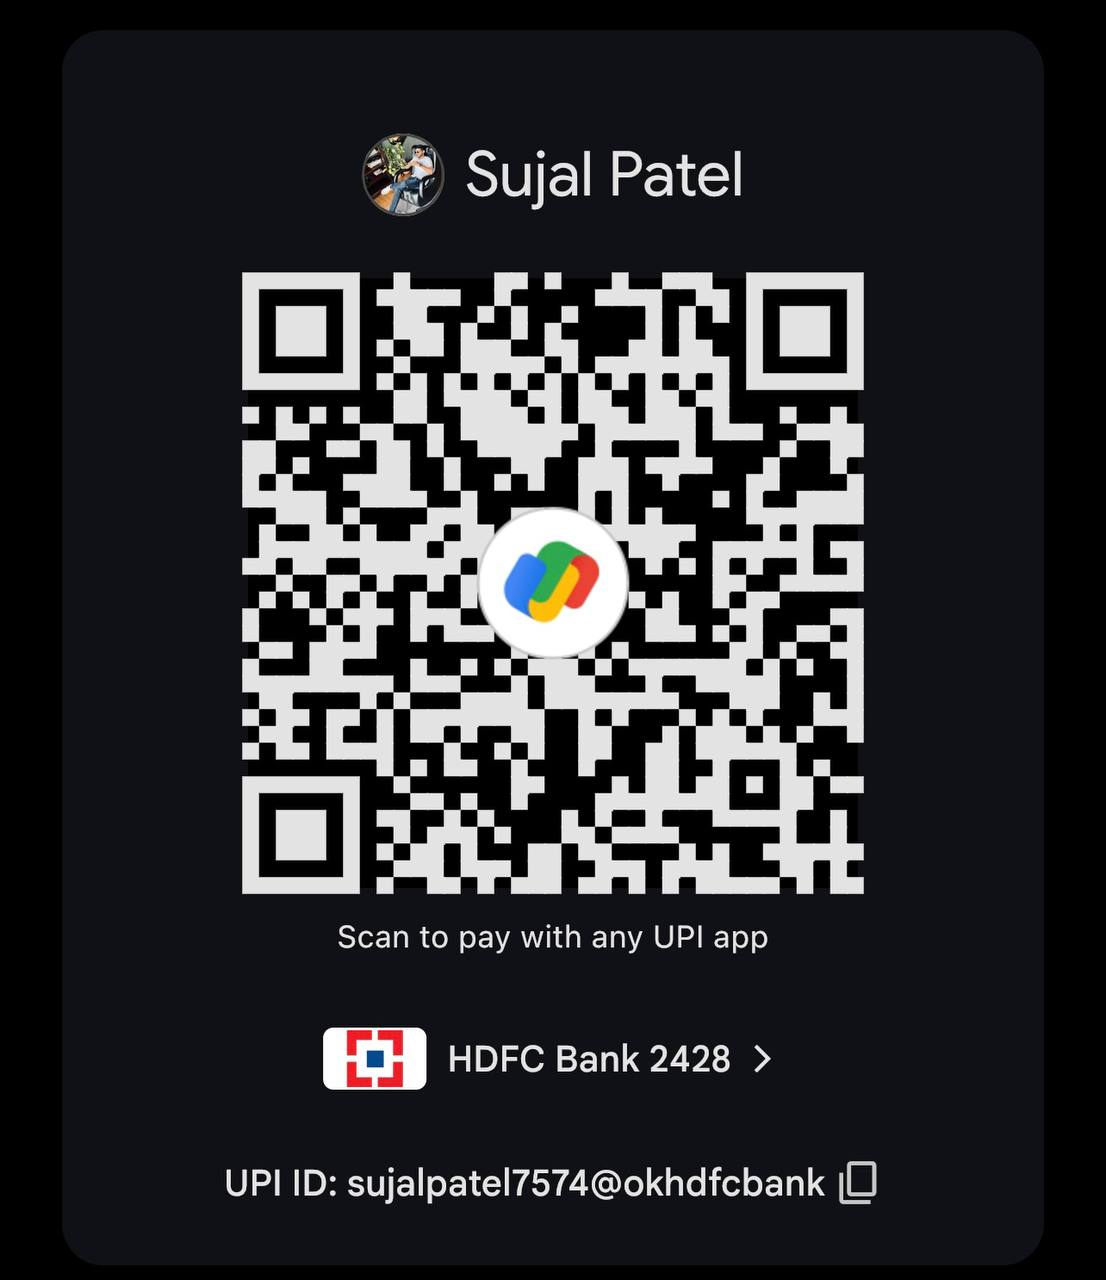 Sujal Patel
Scan to pay with any UPI app
HDFC Bank 2428
UPI ID: sujalpatel7574@okhdfcbank